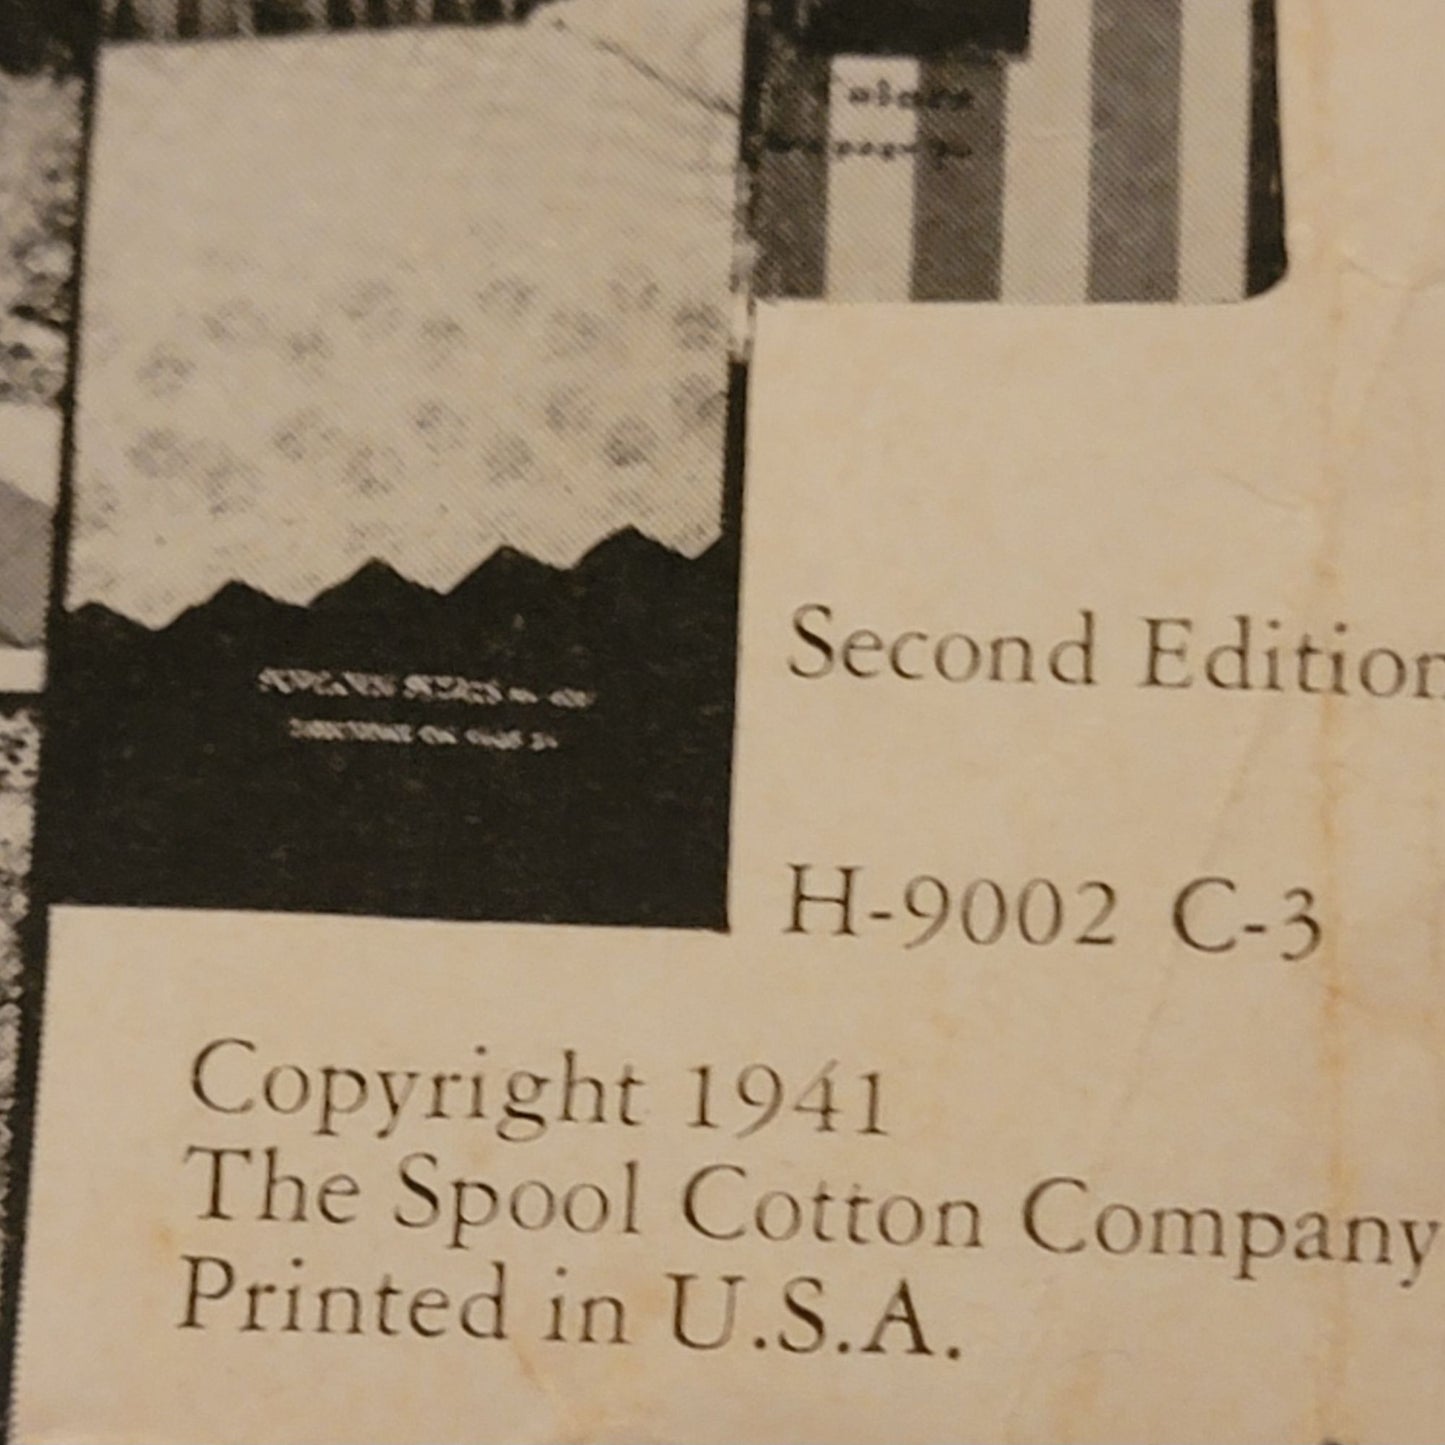 Second Edition
H-9002 C-3
Copyright 1941
The Spool Cotton Company
Printed in U.S.A.